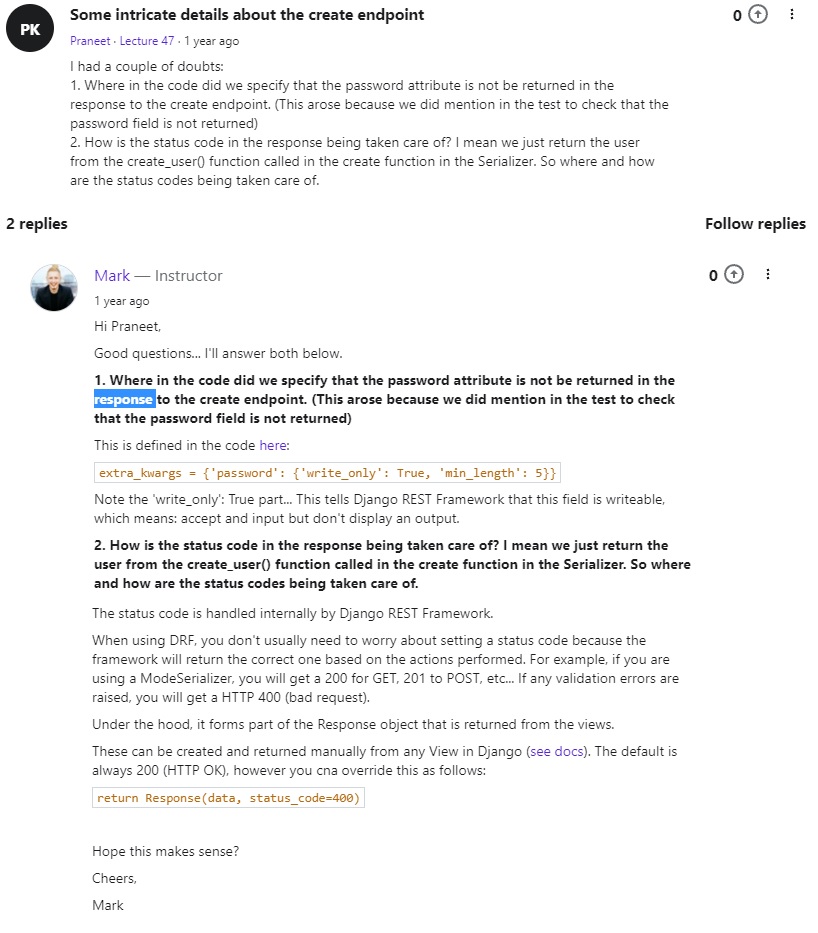 PK
Some intricate details about the create endpoint
0
Praneet · Lecture 47 · 1 year ago
I had a couple of doubts:
1. Where in the code did we specify that the password attribute is not be returned in the
response to the create endpoint. (This arose because we did mention in the test to check that the
password field is not returned)
2. How is the status code in the response being taken care of? I mean we just return the user
from the create_user() function called in the create function in the Serializer. So where and how
are the status codes being taken care of.
2 replies
Follow replies
Mark — Instructor
0
1 year ago
Hi Praneet,
Good questions... I'll answer both below.
1. Where in the code did we specify that the password attribute is not be returned in the
response to the create endpoint. (This arose because we did mention in the test to check
that the password field is not returned)
This is defined in the code here:
extra_kwargs = {'password': {'write_only': True, 'min_length': 5}}
Note the 'write_only': True part... This tells Django REST Framework that this field is writeable,
which means: accept and input but don't display an output.
2. How is the status code in the response being taken care of? I mean we just return the
user from the create_user() function called in the create function in the Serializer. So where
and how are the status codes being taken care of.
The status code is handled internally by Django REST Framework.
When using DRF, you don't usually need to worry about setting a status code because the
framework will return the correct one based on the actions performed. For example, if you are
using a ModeSerializer, you will get a 200 for GET, 201 to POST, etc... If any validation errors are
raised, you will get a HTTP 400 (bad request).
Under the hood, it forms part of the Response object that is returned from the views.
These can be created and returned manually from any View in Django (see docs). The default is
always 200 (HTTP OK), however you cna override this as follows:
return Response(data, status_code=400)
Hope this makes sense?
Cheers,
Mark